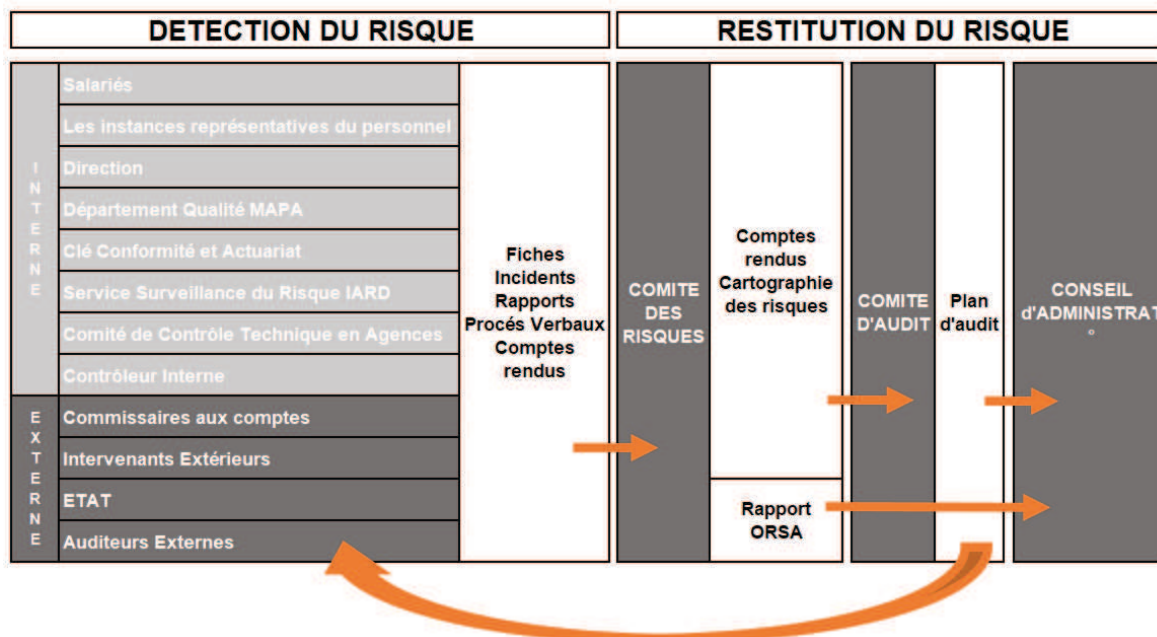 DETECTION DU RISQUE
RESTITUTION DU RISQUE
INTERNE
Salariés
Les instances représentatives du personnel
Direction
Département Qualité MAPA
Clé Conformité et Actuariat
Service Surveillance du Risque IARD
Comité de Contrôle Technique en Agences
Contrôleur Interne
EXTERNE
Commissaires aux comptes
Intervenants Extérieurs
ETAT
Auditeurs Externes
Fiches
Incidents
Rapports
Procés Verbaux
Comptes
rendus
COMITE
DES
RISQUES
Comptes
rendus
Cartographie
des risques
Rapport
ORSA
COMITE
D'AUDIT
Plan
d'audit
CONSEIL
d'ADMINISTRAT
°